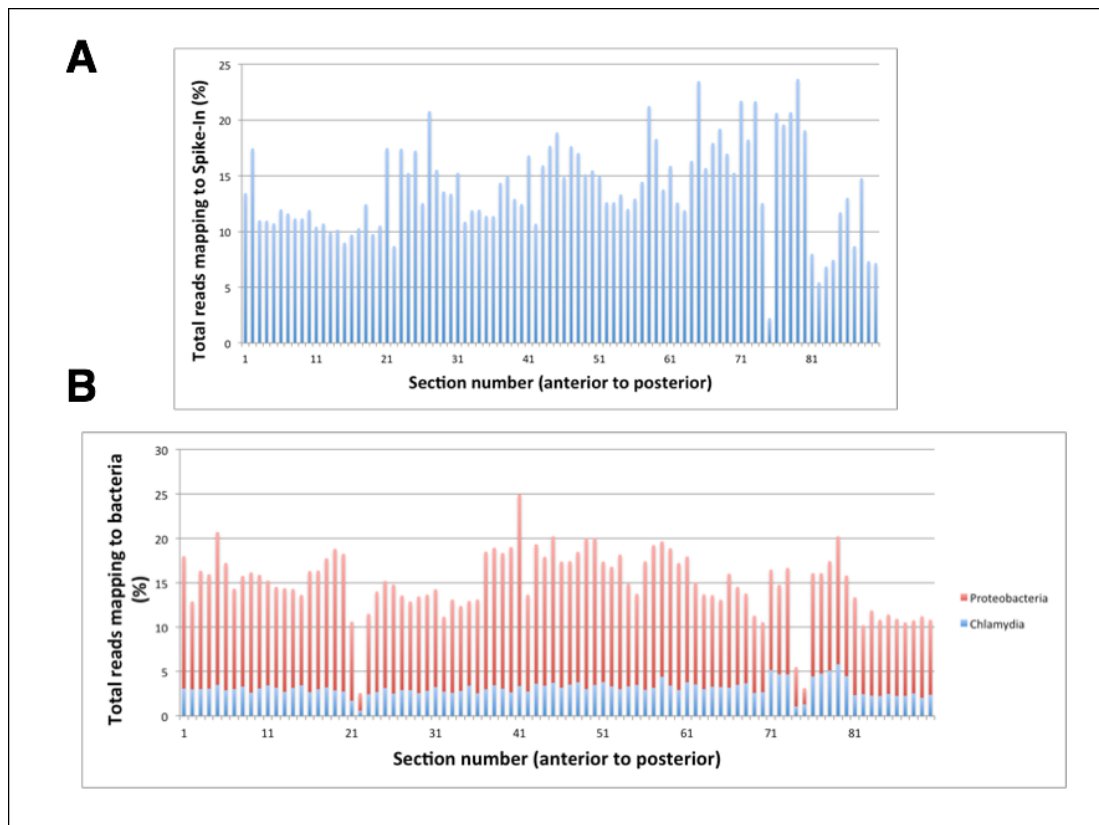 A
Total reads mapping to Spike-In (%)
25
20
15
10
5
0
1 11 21 31 41 51 61 71 81
Section number (anterior to posterior)
B
Total reads mapping to bacteria
(%)
30
25
20
15
10
5
0
1 11 21 31 41 51 61 71 81
Section number (anterior to posterior)
Proteobacteria
Chlamydia